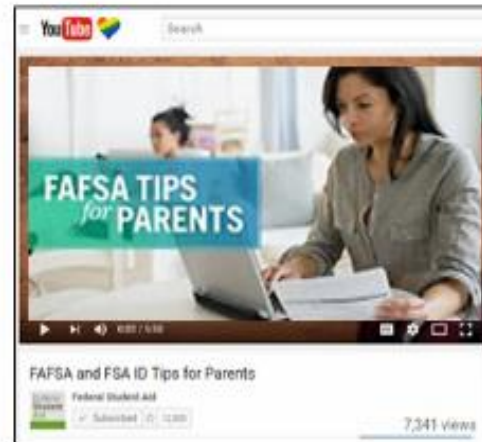 YouTube
Search
FAFSA TIPS
for PARENTS
FAFSA and FSA ID Tips for Parents
Federal Student Aid
Subscribed
7,341 views